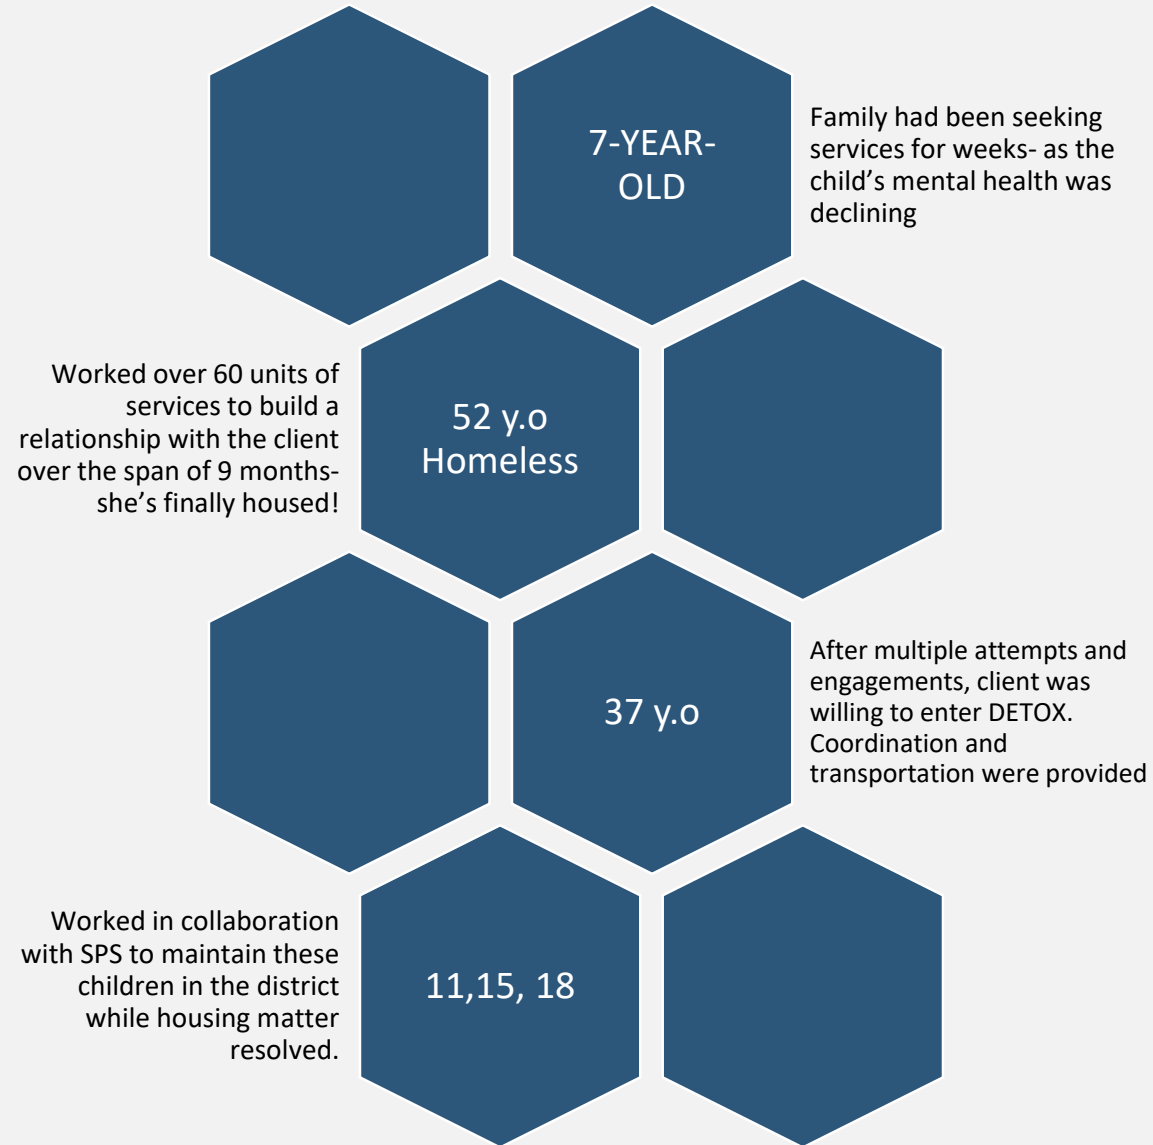 7-YEAR-
OLD
Family had been seeking
services for weeks- as the
child’s mental health was
declining
Worked over 60 units of
services to build a
relationship with the client
over the span of 9 months-
she’s finally housed!
52 y.o
Homeless
37 y.o
After multiple attempts and
engagements, client was
willing to enter DETOX.
Coordination and
transportation were provided
Worked in collaboration
with SPS to maintain these
children in the district
while housing matter
resolved.
11,15, 18